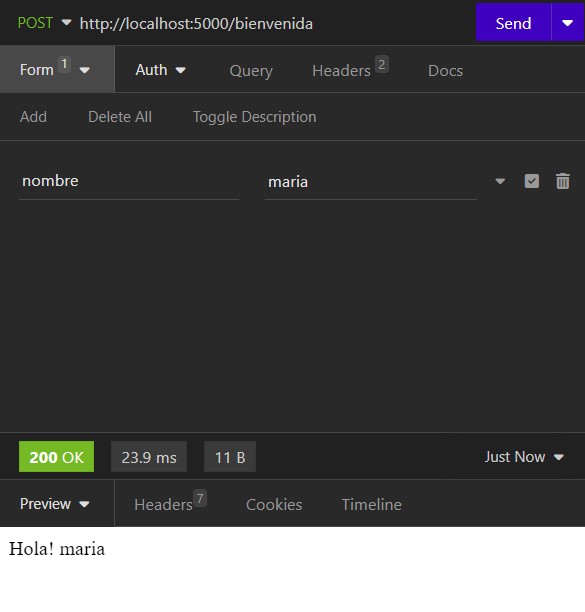 POST http://localhost:5000/bienvenida Send
Form 1 Auth Query Headers 2 Docs
Add Delete All Toggle Description
nombre maria
200 OK 23.9 ms 11 B Just Now
Preview Headers 7 Cookies Timeline
Hola! maria